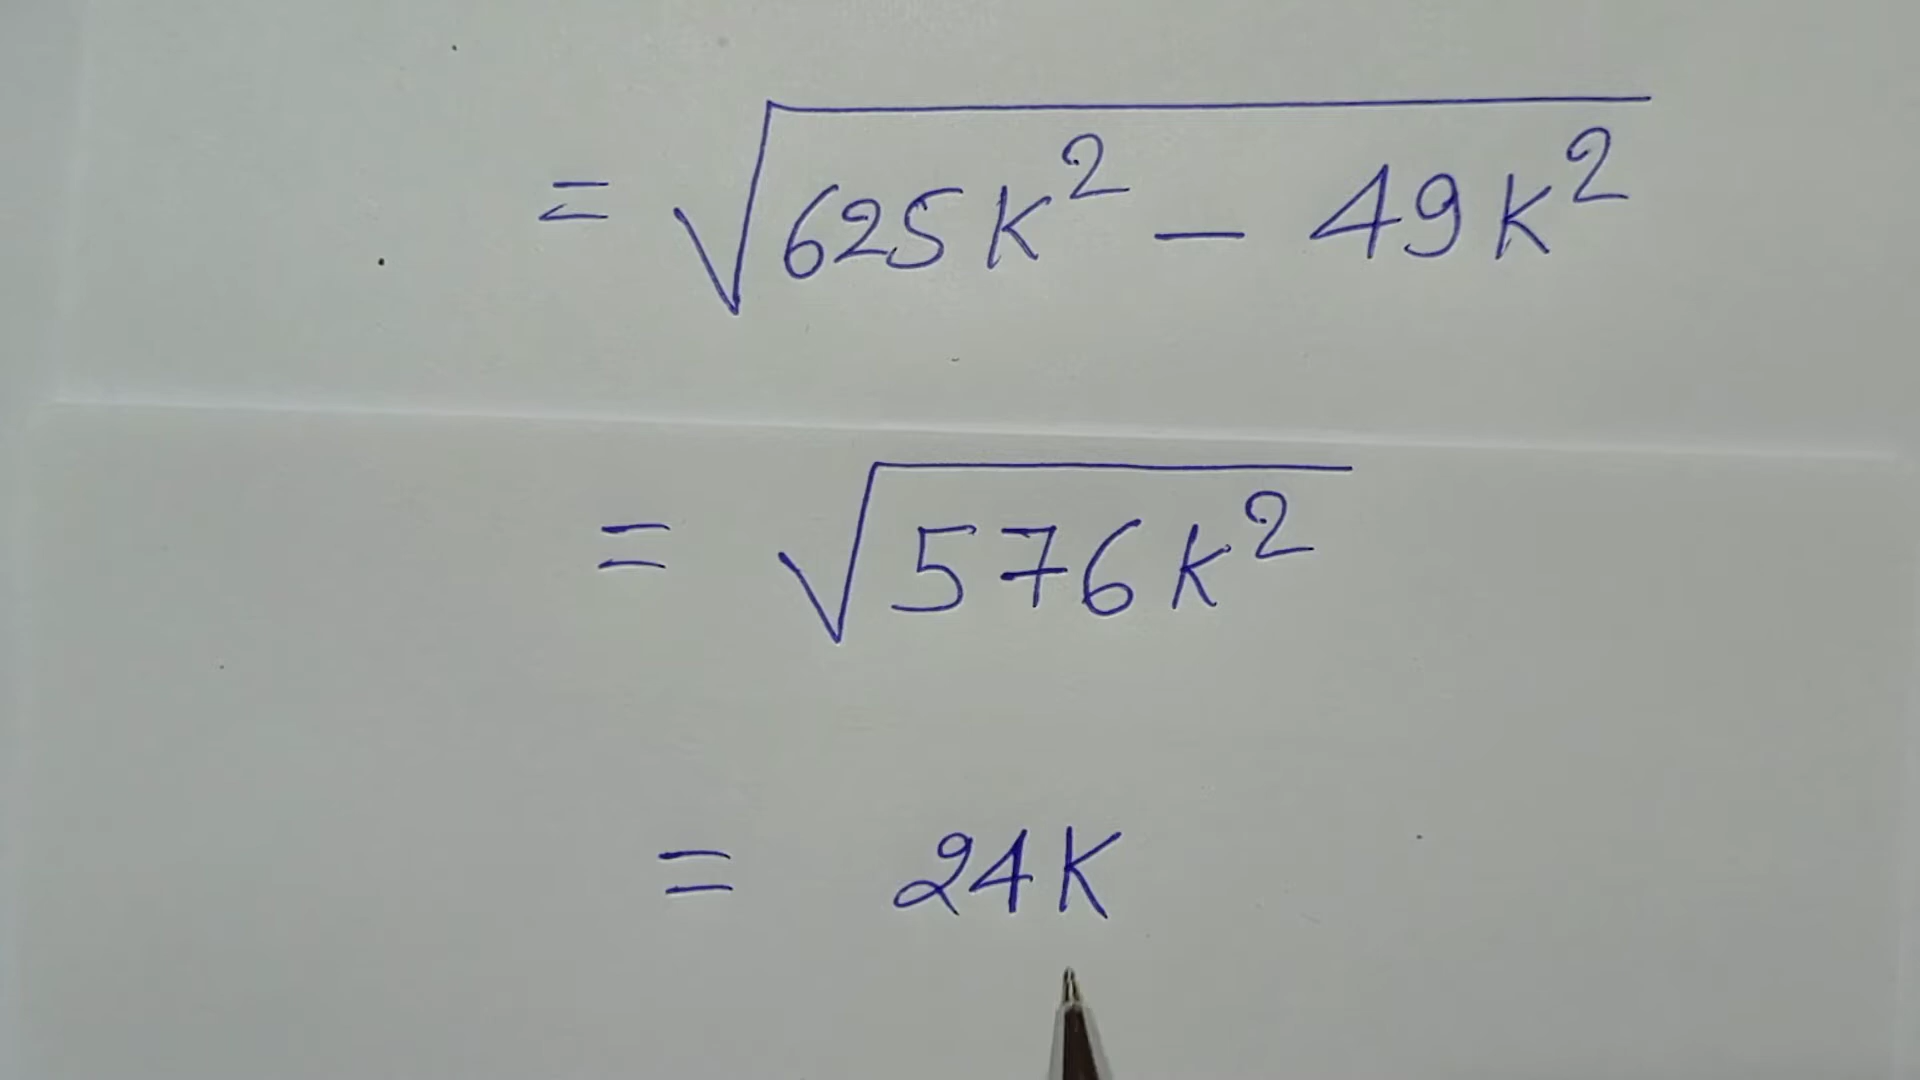 = √625k² − 49k²
= √576k²
= 24K